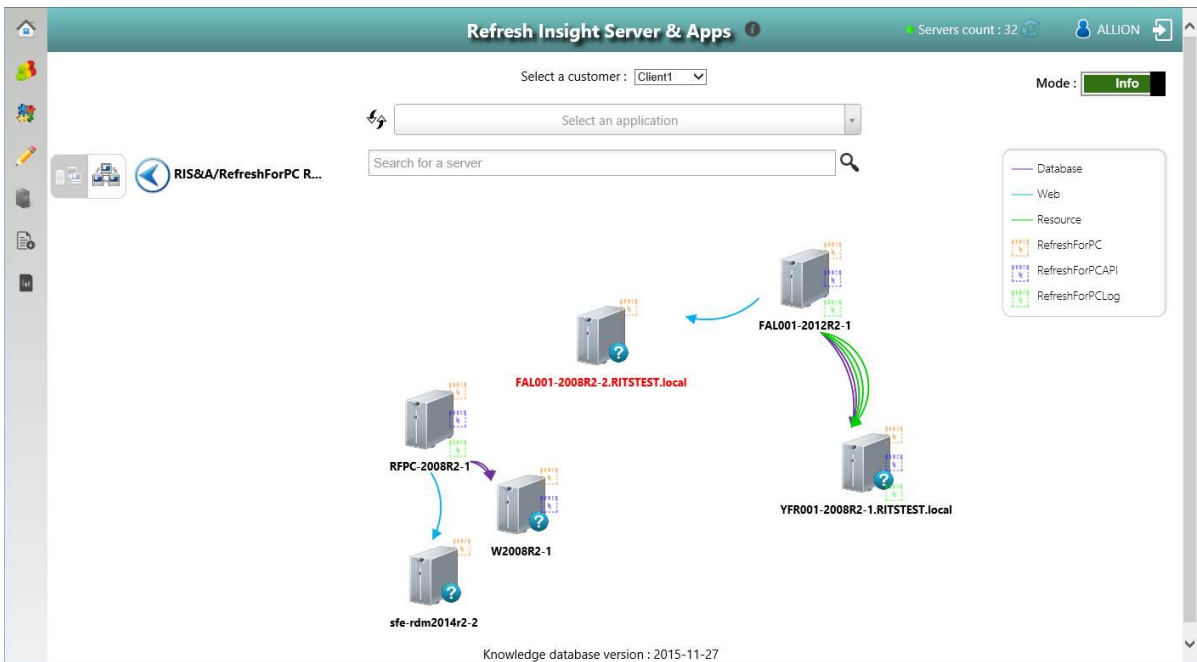 Refresh Insight Server & Apps
Servers count : 32
ALLION
Select a customer : Client1
Mode : Info
Select an application
Search for a server
RIS&A/RefreshForPC R...
Database
Web
Resource
RefreshForPC
RefreshForPCAPI
RefreshForPCLog
FAL001-2012R2-1
FAL001-2008R2-2.RITSTEST.local
RFPC-2008R2-1
YFR001-2008R2-1.RITSTEST.local
W2008R2-1
sfe-rdm2014r2-2
Knowledge database version : 2015-11-27